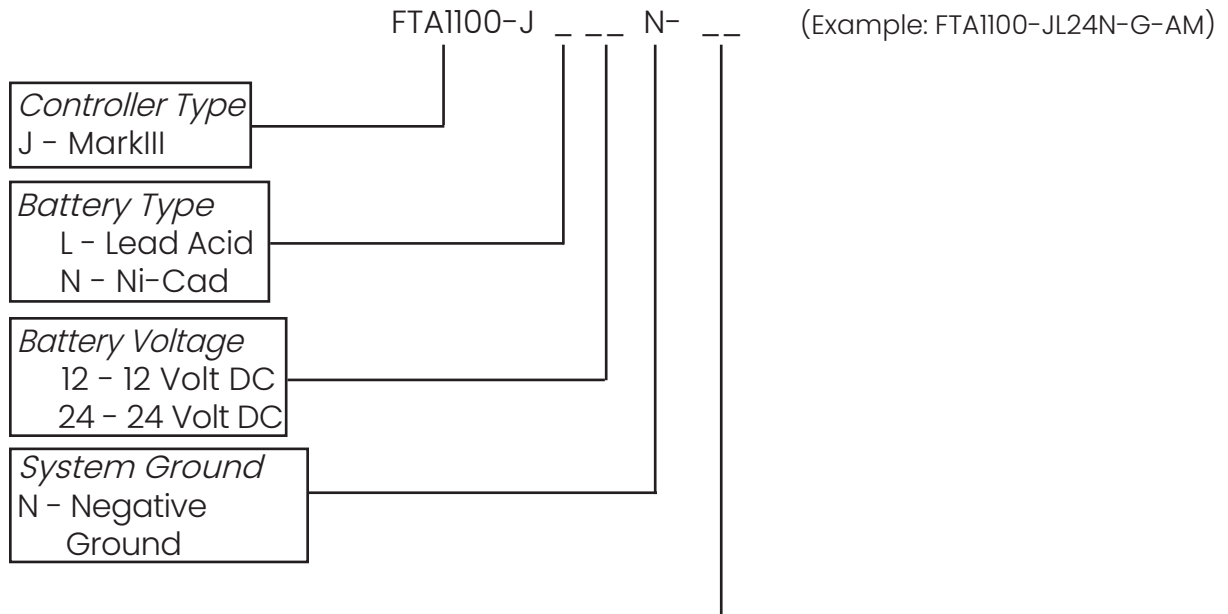 FTA1100-J _ __ N- __ (Example: FTA1100-JL24N-G-AM)
Controller Type
J - MarkIII
Battery Type
L - Lead Acid
N - Ni-Cad
Battery Voltage
12 - 12 Volt DC
24 - 24 Volt DC
System Ground
N - Negative
Ground